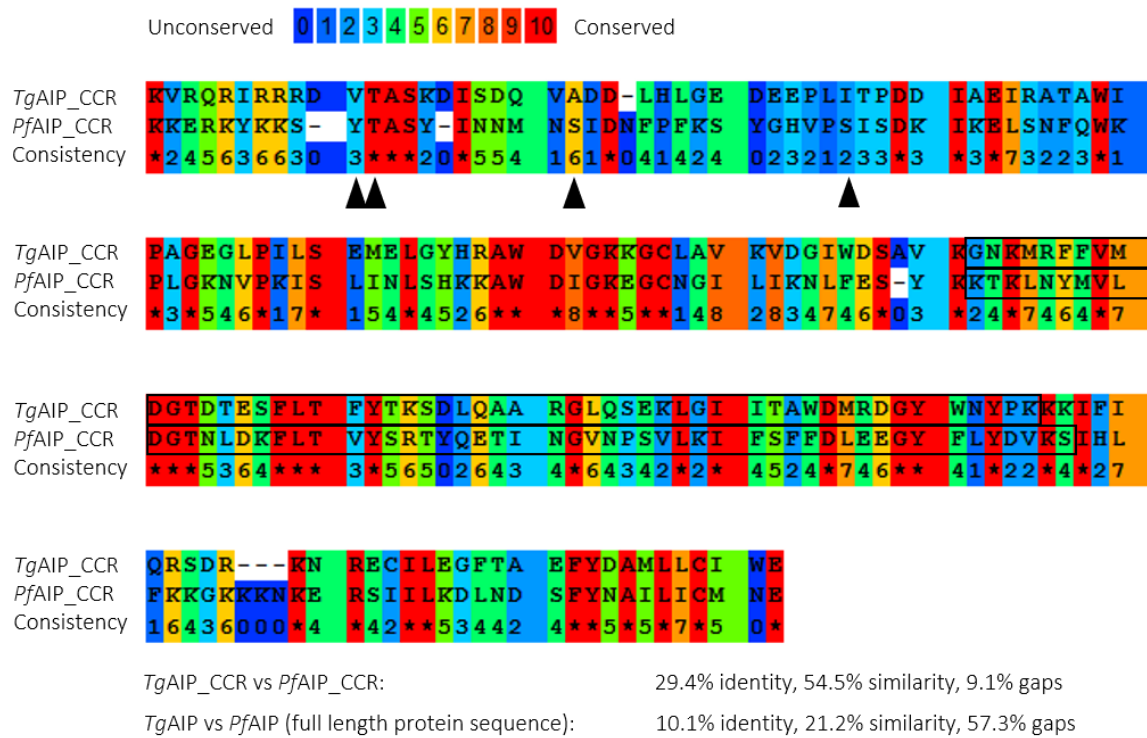 Unconserved 0 1 2 3 4 5 6 7 8 9 10 Conserved
TgAIP_CCR KVRQRIRRRD VTASKDISDQ VADD-LHLGE DEEPLITPDD IAEIRATAWI
PfAIP_CCR KKERKYKKS- YTASY-INNM NSIDNFPFKS YGHVPSISDK IKELSNFQWK
Consistency *245636630 3***20*554 161*041424 02321233*3 *3*73223*1
TgAIP_CCR PAGEGLPILS EMELGYHRAW DVGKKGCLAV KVDGIWDSAV KGNKMRFFVM
PfAIP_CCR PLGKNVPKIS LINLSHKKAW DIGKEGCNGI LIKNLFES-Y KKTKLNYMVL
Consistency *3*546*17* 154*4526** *8**5**148 2834746*03 *24*7464*7
TgAIP_CCR DGTDTESFLT FYTKSDLQAA RGLQSEKLGI ITAWDMRDGY WNYPKKKIFI
PfAIP_CCR DGTNLDKFLT VYSRTYQETI NGVNPSVLKI FSFFDLEEGY FLYDVKSIHL
Consistency ***5364*** 3*56502643 4*64342*2* 4524*746** 41*22*4*27
TgAIP_CCR QRSDR---KN RECILEGFTA EFYDAMLLCI WE
PfAIP_CCR FKKGKKKNKE RSIILKDLND SFYNAILICM NE
Consistency 16436000*4 *42**53442 4**5*5*7*5 0*
TgAIP_CCR vs PfAIP_CCR: 29.4% identity, 54.5% similarity, 9.1% gaps
TgAIP vs PfAIP (full length protein sequence): 10.1% identity, 21.2% similarity, 57.3% gaps